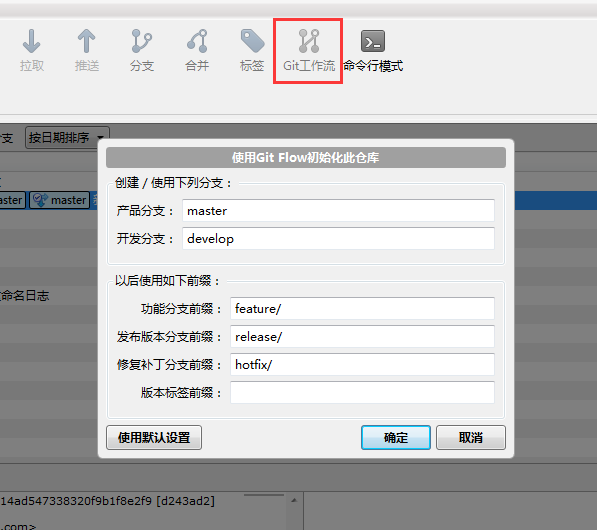 拉取 推送 分支 合并 标签 Git工作流 命令行模式
支 按日期排序
使用Git Flow初始化此仓库
创建 / 使用下列分支：
ster master
产品分支： master
开发分支： develop
以后使用如下前缀：
命名日志
功能分支前缀： feature/
发布版本分支前缀： release/
修复补丁分支前缀： hotfix/
版本标签前缀：
使用默认设置 确定 取消
14ad547338320f9b1f8e2f9 [d243ad2]
.com>